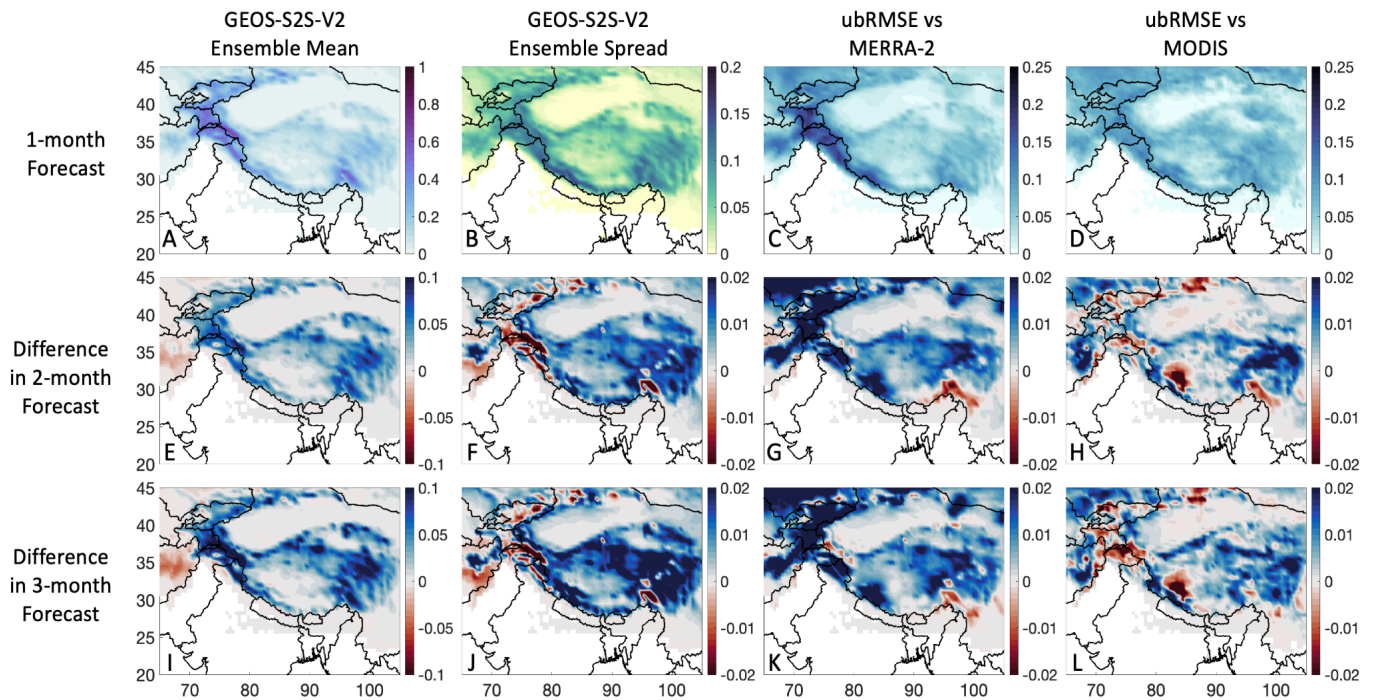 GEOS-S2S-V2
Ensemble Mean
GEOS-S2S-V2
Ensemble Spread
ubRMSE vs
MERRA-2
ubRMSE vs
MODIS
1-month
Forecast
45
40
35
30
25
20
A
1
0.8
0.6
0.4
0.2
0
B
0.2
0.15
0.1
0.05
0
C
0.25
0.2
0.15
0.1
0.05
0
D
0.25
0.2
0.15
0.1
0.05
0
Difference
in 2-month
Forecast
45
40
35
30
25
20
E
0.1
0.05
0
-0.05
-0.1
F
0.02
0.01
0
-0.01
-0.02
G
0.02
0.01
0
-0.01
-0.02
H
0.02
0.01
0
-0.01
-0.02
Difference
in 3-month
Forecast
45
40
35
30
25
20
I
0.1
0.05
0
-0.05
-0.1
J
0.02
0.01
0
-0.01
-0.02
K
0.02
0.01
0
-0.01
-0.02
L
0.02
0.01
0
-0.01
-0.02
70 80 90 100
70 80 90 100
70 80 90 100
70 80 90 100